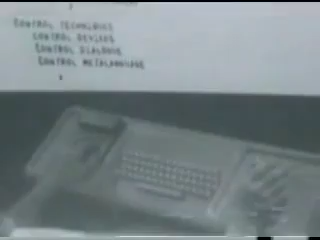 CONTROL TECHNIQUES
CONTROL DEVICES
CONTROL DIALOGUE
CONTROL METALANGUAGE